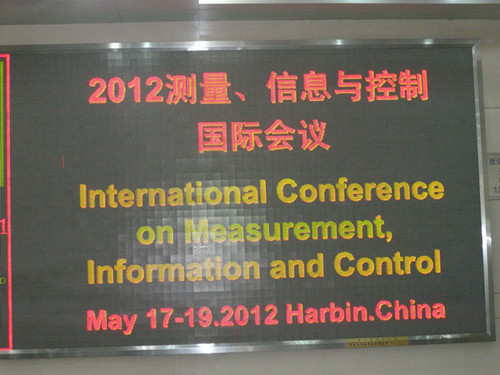 2012测量、信息与控制
国际会议
International Conference
on Measurement,
Information and Control
May 17-19.2012 Harbin.China
1